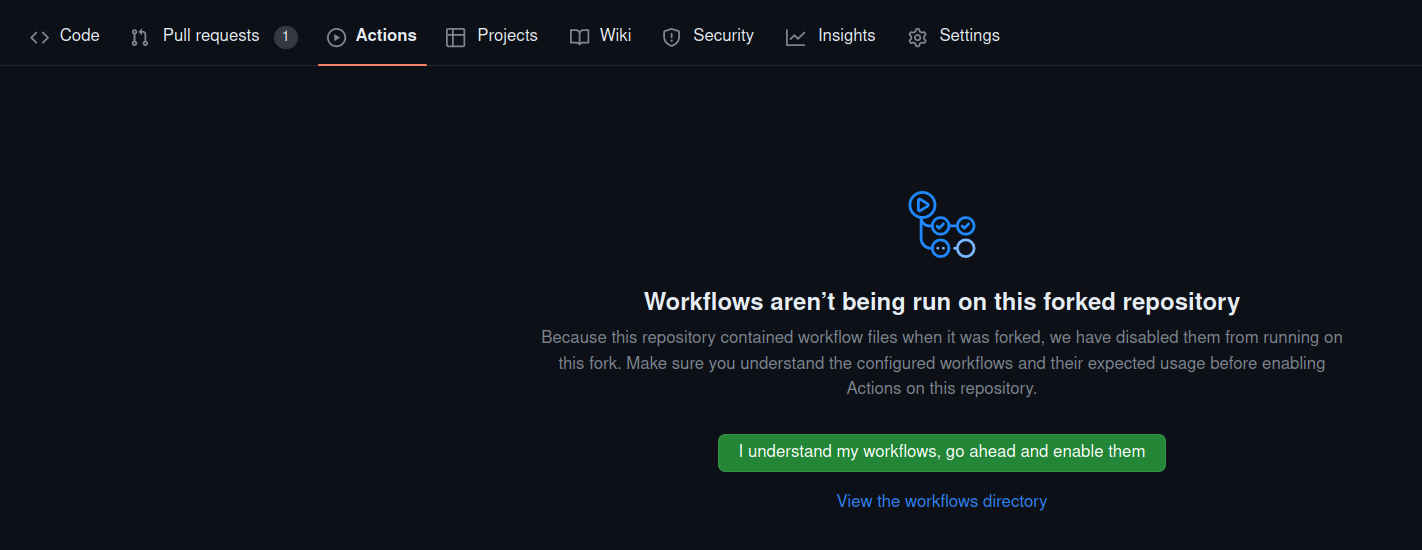 Code Pull requests 1 Actions Projects Wiki Security Insights Settings
Workflows aren’t being run on this forked repository
Because this repository contained workflow files when it was forked, we have disabled them from running on
this fork. Make sure you understand the configured workflows and their expected usage before enabling
Actions on this repository.
I understand my workflows, go ahead and enable them
View the workflows directory